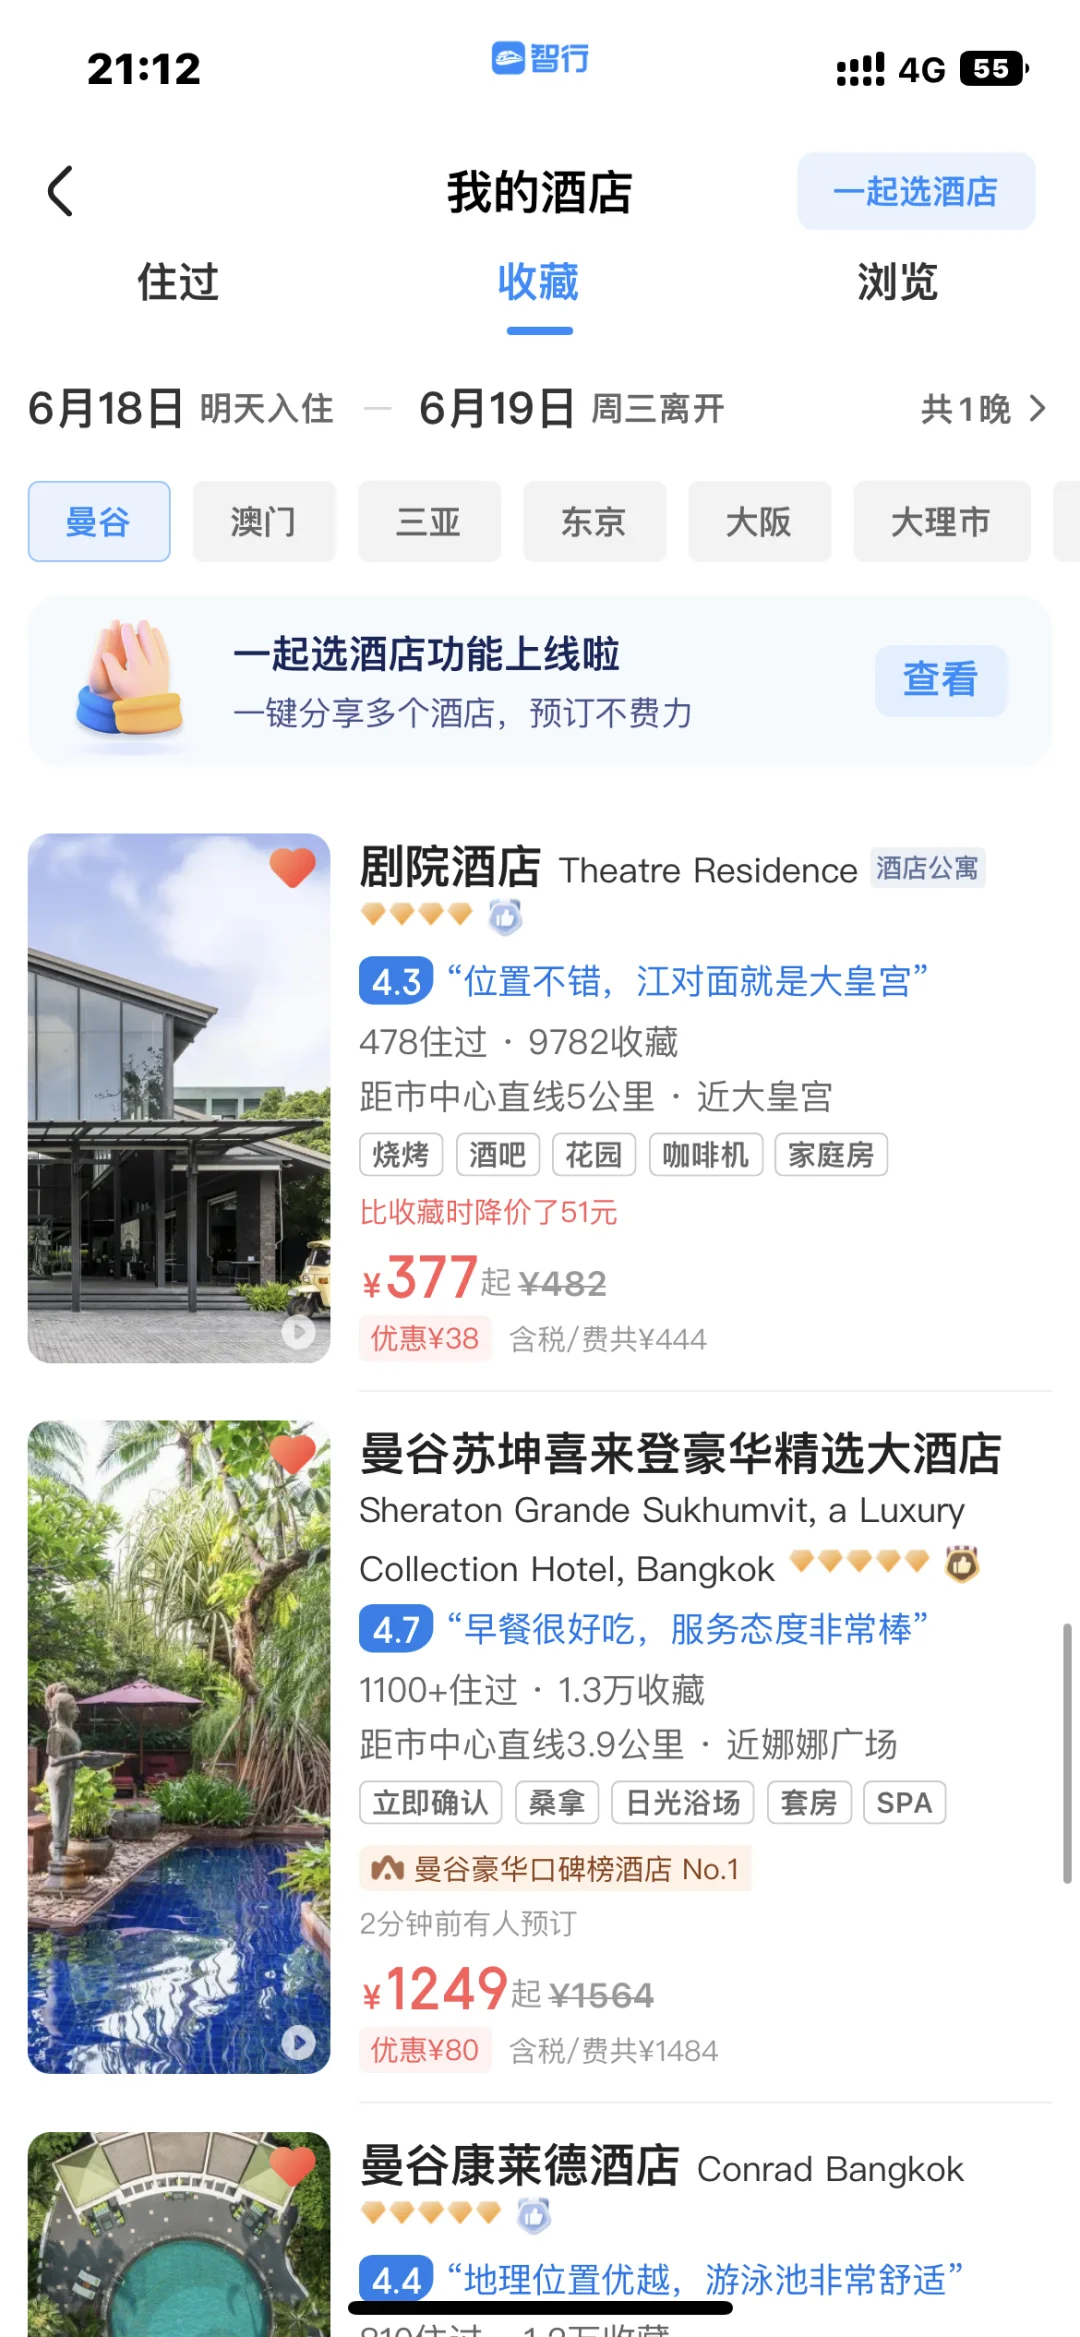 21:12
智行
4G
55
我的酒店
一起选酒店
住过
收藏
浏览
6月18日 明天入住 — 6月19日 周三离开 共1晚
曼谷
澳门
三亚
东京
大阪
大理市
一起选酒店功能上线啦
一键分享多个酒店，预订不费力
查看
剧院酒店 Theatre Residence 酒店公寓
4.3 “位置不错，江对面就是大皇宫”
478住过 · 9782收藏
距市中心直线5公里 · 近大皇宫
烧烤 酒吧 花园 咖啡机 家庭房
比收藏时降价了51元
¥377起 ¥482
优惠¥38 含税/费共¥444
曼谷苏坤喜来登豪华精选大酒店
Sheraton Grande Sukhumvit, a Luxury
Collection Hotel, Bangkok
4.7 “早餐很好吃，服务态度非常棒”
1100+住过 · 1.3万收藏
距市中心直线3.9公里 · 近娜娜广场
立即确认 桑拿 日光浴场 套房 SPA
曼谷豪华口碑榜酒店 No.1
2分钟前有人预订
¥1249起 ¥1564
优惠¥80 含税/费共¥1484
曼谷康莱德酒店 Conrad Bangkok
4.4 “地理位置优越，游泳池非常舒适”